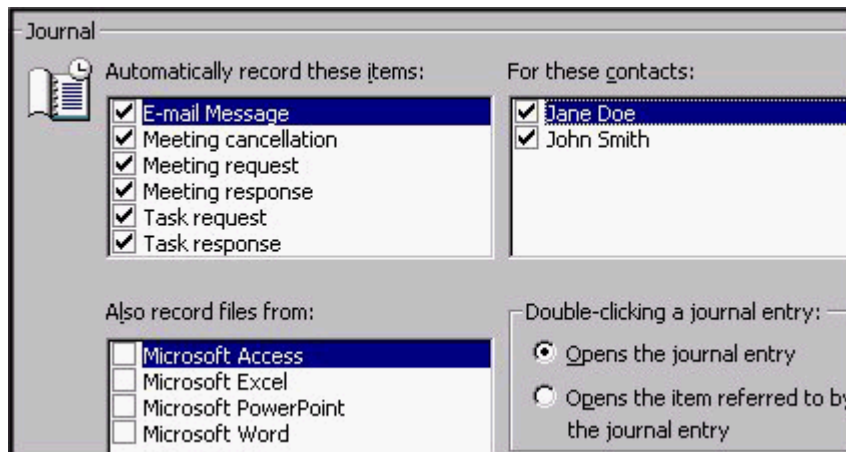 Journal
Automatically record these items:
E-mail Message
Meeting cancellation
Meeting request
Meeting response
Task request
Task response
For these contacts:
Jane Doe
John Smith
Also record files from:
Microsoft Access
Microsoft Excel
Microsoft PowerPoint
Microsoft Word
Double-clicking a journal entry:
Opens the journal entry
Opens the item referred to by
the journal entry